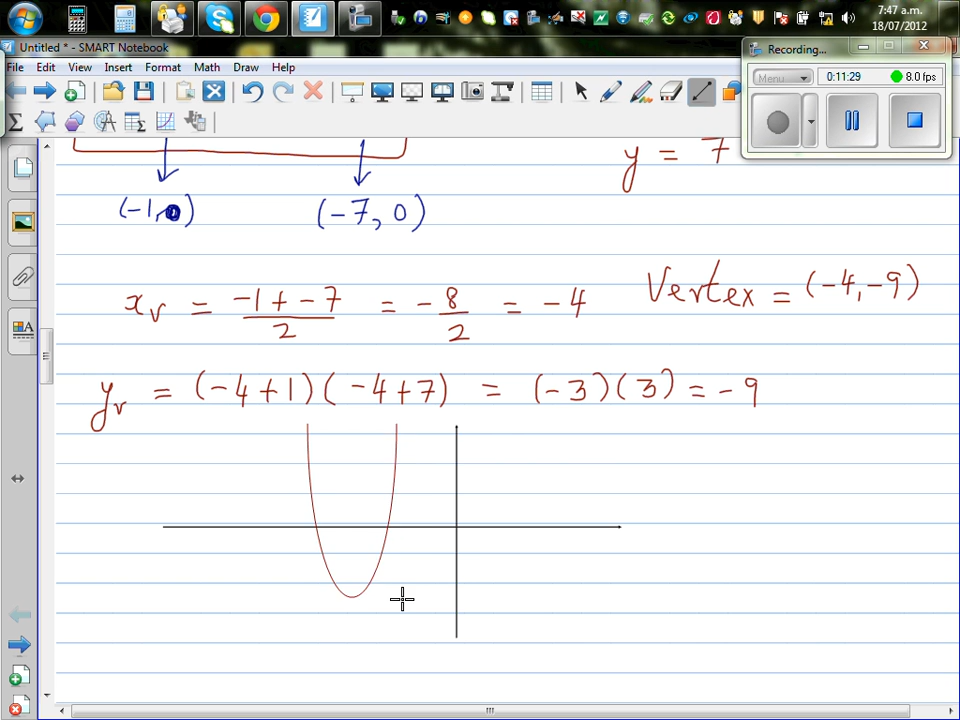 7:47 a.m.
18/07/2012
Untitled * - SMART Notebook
File Edit View Insert Format Math Draw Help
Recording...
Menu 0:11:29 8.0 fps
y = 7
(-1, 0) (-7, 0)
xv = -1 + -7 / 2 = -8 / 2 = -4 Vertex = (-4, -9)
yv = (-4+1)(-4+7) = (-3)(3) = -9